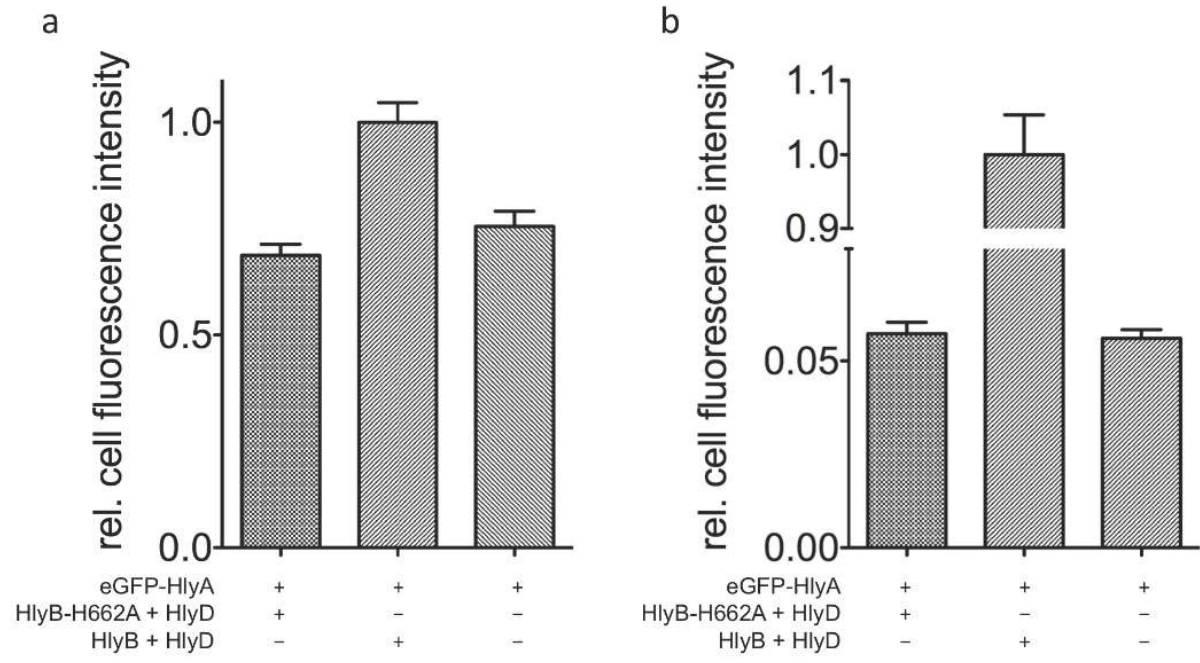 a
rel. cell fluorescence intensity
1.0
0.5
0.0
eGFP-HlyA + + +
HlyB-H662A + HlyD + – –
HlyB + HlyD – + –
b
rel. cell fluorescence intensity
1.1
1.0
0.9
0.05
0.00
eGFP-HlyA + + +
HlyB-H662A + HlyD + – –
HlyB + HlyD – + –